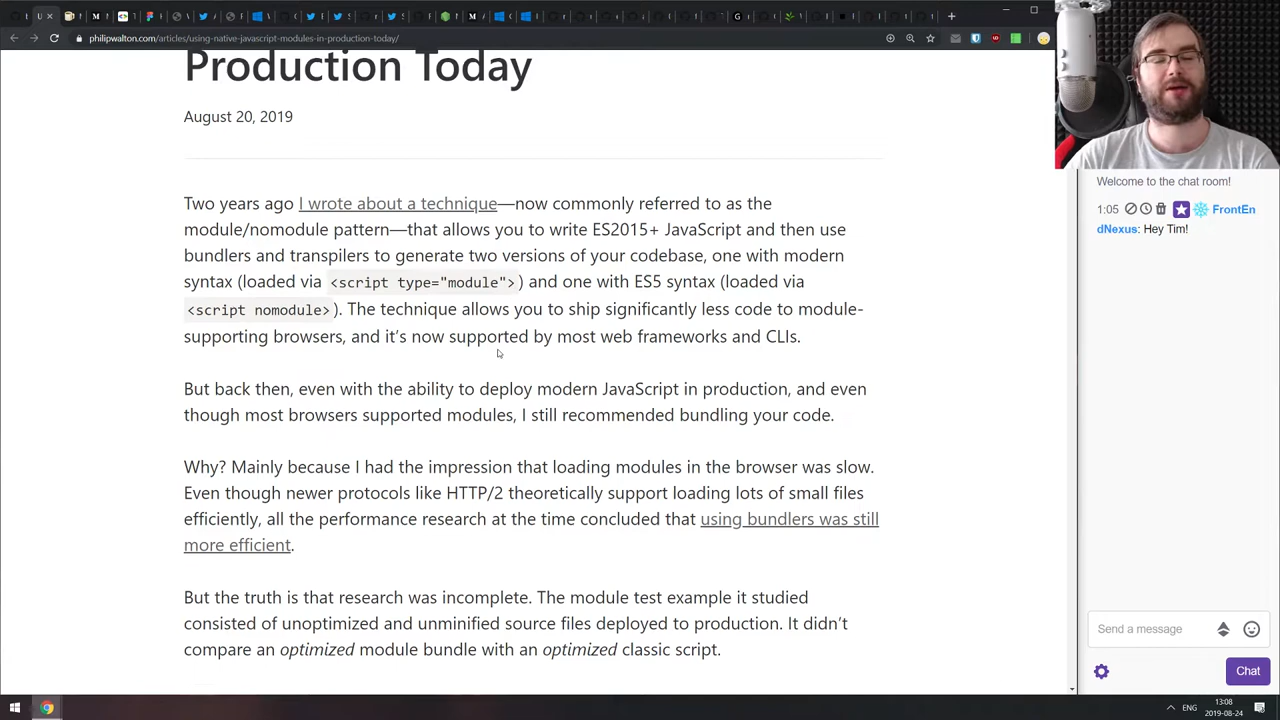 philipwalton.com/articles/using-native-javascript-modules-in-production-today/
Production Today
August 20, 2019
Two years ago I wrote about a technique—now commonly referred to as the
module/nomodule pattern—that allows you to write ES2015+ JavaScript and then use
bundlers and transpilers to generate two versions of your codebase, one with modern
syntax (loaded via <script type="module">) and one with ES5 syntax (loaded via
<script nomodule>). The technique allows you to ship significantly less code to module-
supporting browsers, and it's now supported by most web frameworks and CLIs.
But back then, even with the ability to deploy modern JavaScript in production, and even
though most browsers supported modules, I still recommended bundling your code.
Why? Mainly because I had the impression that loading modules in the browser was slow.
Even though newer protocols like HTTP/2 theoretically support loading lots of small files
efficiently, all the performance research at the time concluded that using bundlers was still
more efficient.
But the truth is that research was incomplete. The module test example it studied
consisted of unoptimized and unminified source files deployed to production. It didn't
compare an optimized module bundle with an optimized classic script.
Welcome to the chat room!
1:05 FrontEn
dNexus: Hey Tim!
Send a message
Chat
ENG
13:08
2019-08-24